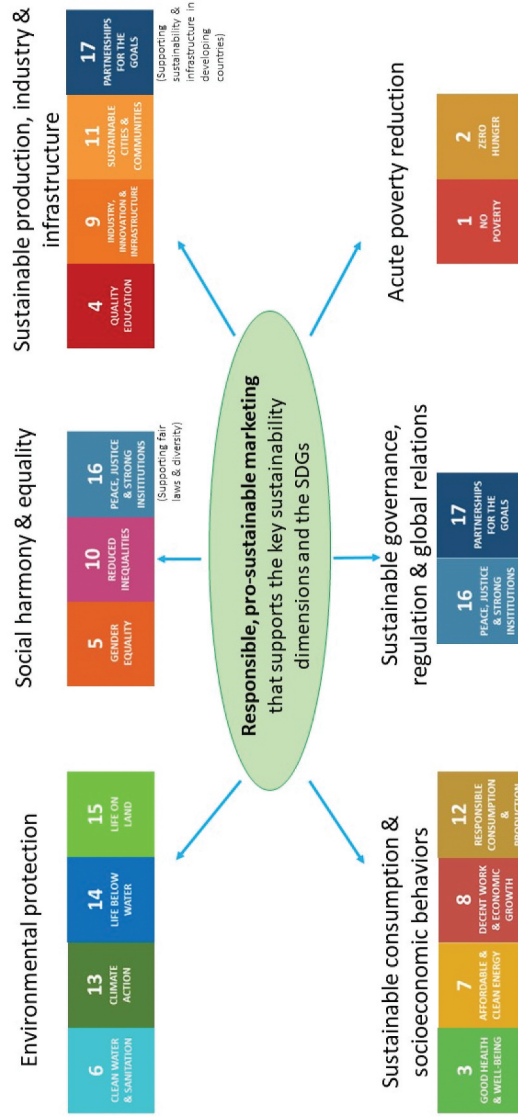 Environmental protection
6
CLEAN WATER
& SANITATION
13
CLIMATE
ACTION
14
LIFE BELOW
WATER
15
LIFE ON
LAND
Social harmony & equality
5
GENDER
EQUALITY
10
REDUCED
INEQUALITIES
16
PEACE, JUSTICE
& STRONG
INSTITITUTIONS
(Supporting fair
laws & diversity)
Sustainable production, industry &
infrastructure
4
QUALITY
EDUCATION
9
INDUSTRY,
INNOVATION &
INFRASTRUCTURE
11
SUSTAINABLE
CITIES &
COMMUNITIES
17
PARTNERSHIPS
FOR THE
GOALS
(Supporting
sustainability &
infrastructure in
developing
countries)
Responsible, pro-sustainable marketing
that supports the key sustainability
dimensions and the SDGs
Sustainable consumption &
socioeconomic behaviors
3
GOOD HEALTH
& WELL-BEING
7
AFFORDABLE &
CLEAN ENERGY
8
DECENT WORK
& ECONOMIC
GROWTH
12
RESPONSIBLE
CONSUMPTION
&
PRODUCTION
Sustainable governance,
regulation & global relations
16
PEACE, JUSTICE
& STRONG
INSTITITUTIONS
17
PARTNERSHIPS
FOR THE
GOALS
Acute poverty reduction
1
NO
POVERTY
2
ZERO
HUNGER